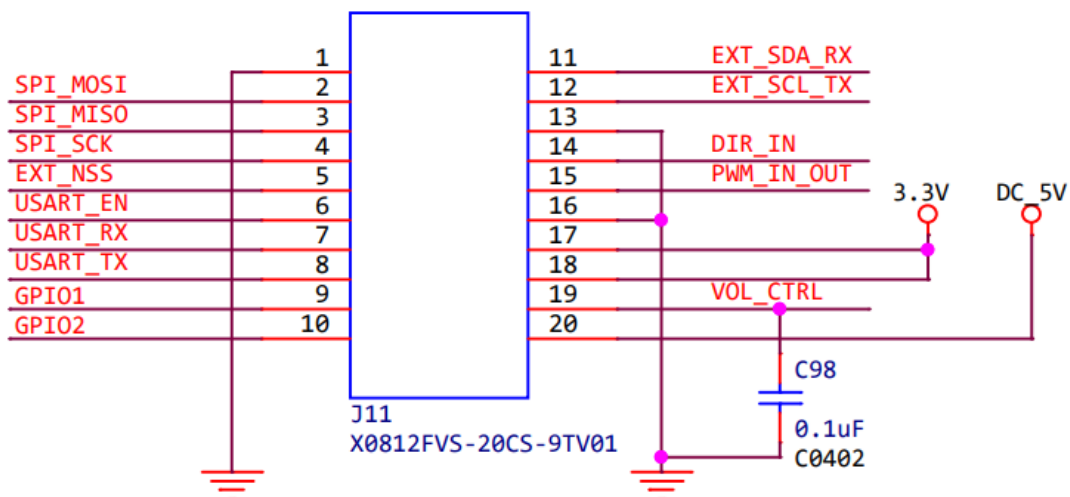 1 11 EXT_SDA_RX
SPI_MOSI 2 12 EXT_SCL_TX
SPI_MISO 3 13
SPI_SCK 4 14 DIR_IN
EXT_NSS 5 15 PWM_IN_OUT
3.3V DC_5V
USART_EN 6 16
USART_RX 7 17
USART_TX 8 18
GPIO1 9 19 VOL_CTRL
GPIO2 10 20
C98
J11
0.1uF
X0812FVS-20CS-9TV01
C0402